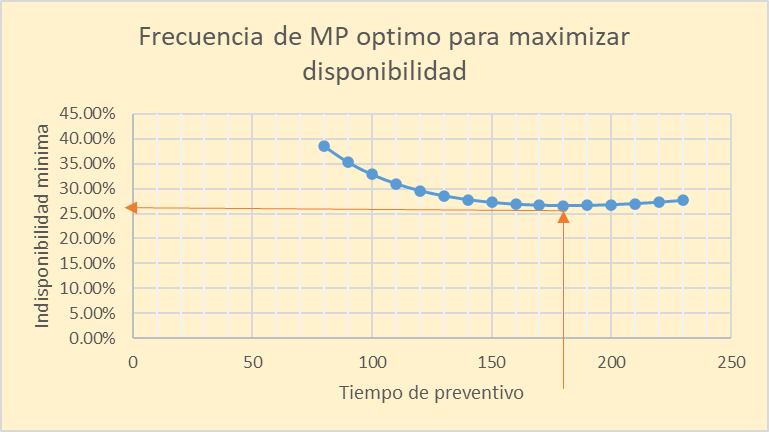 Frecuencia de MP optimo para maximizar
disponibilidad
Indisponibilidad minima
45.00%
40.00%
35.00%
30.00%
25.00%
20.00%
15.00%
10.00%
5.00%
0.00%
0 50 100 150 200 250
Tiempo de preventivo